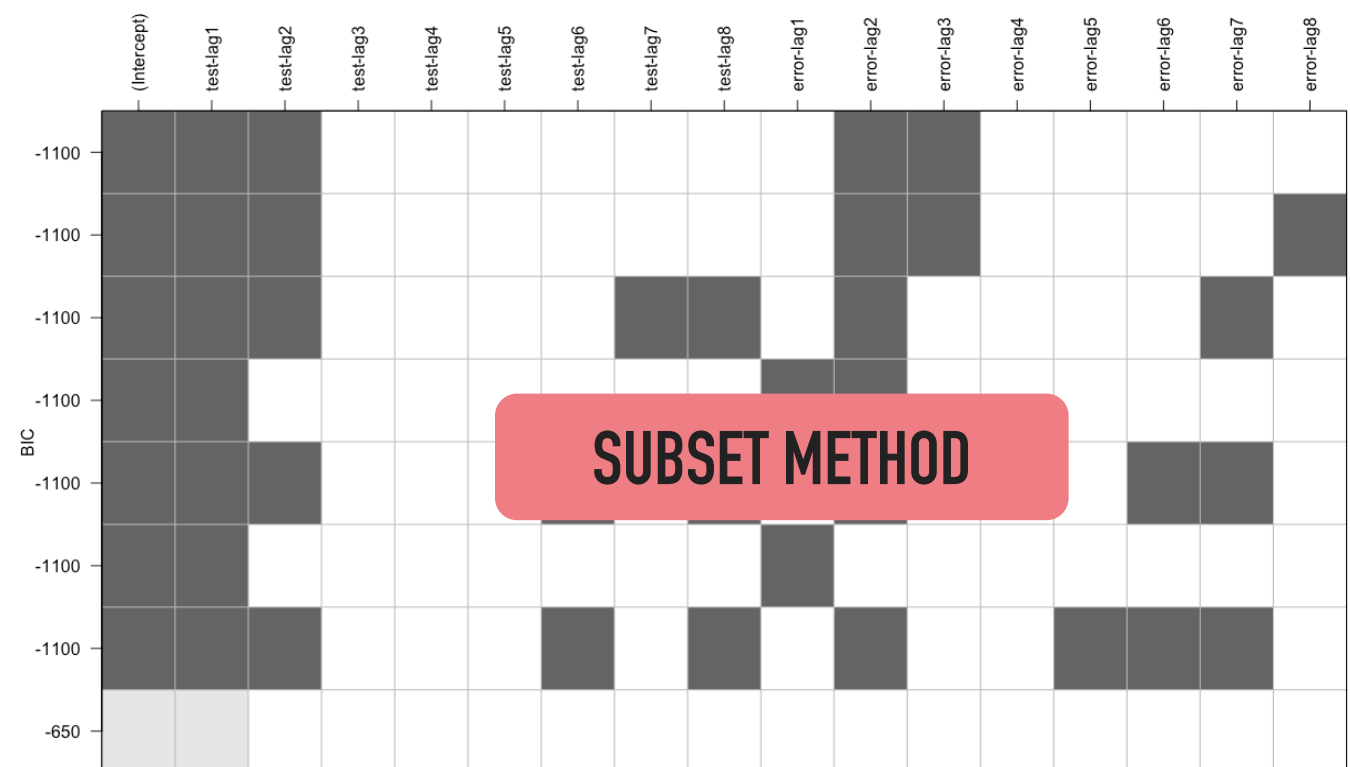 (Intercept)
test-lag1
test-lag2
test-lag3
test-lag4
test-lag5
test-lag6
test-lag7
test-lag8
error-lag1
error-lag2
error-lag3
error-lag4
error-lag5
error-lag6
error-lag7
error-lag8
-1100
-1100
-1100
-1100
-1100
-1100
-1100
-650
BIC
SUBSET METHOD